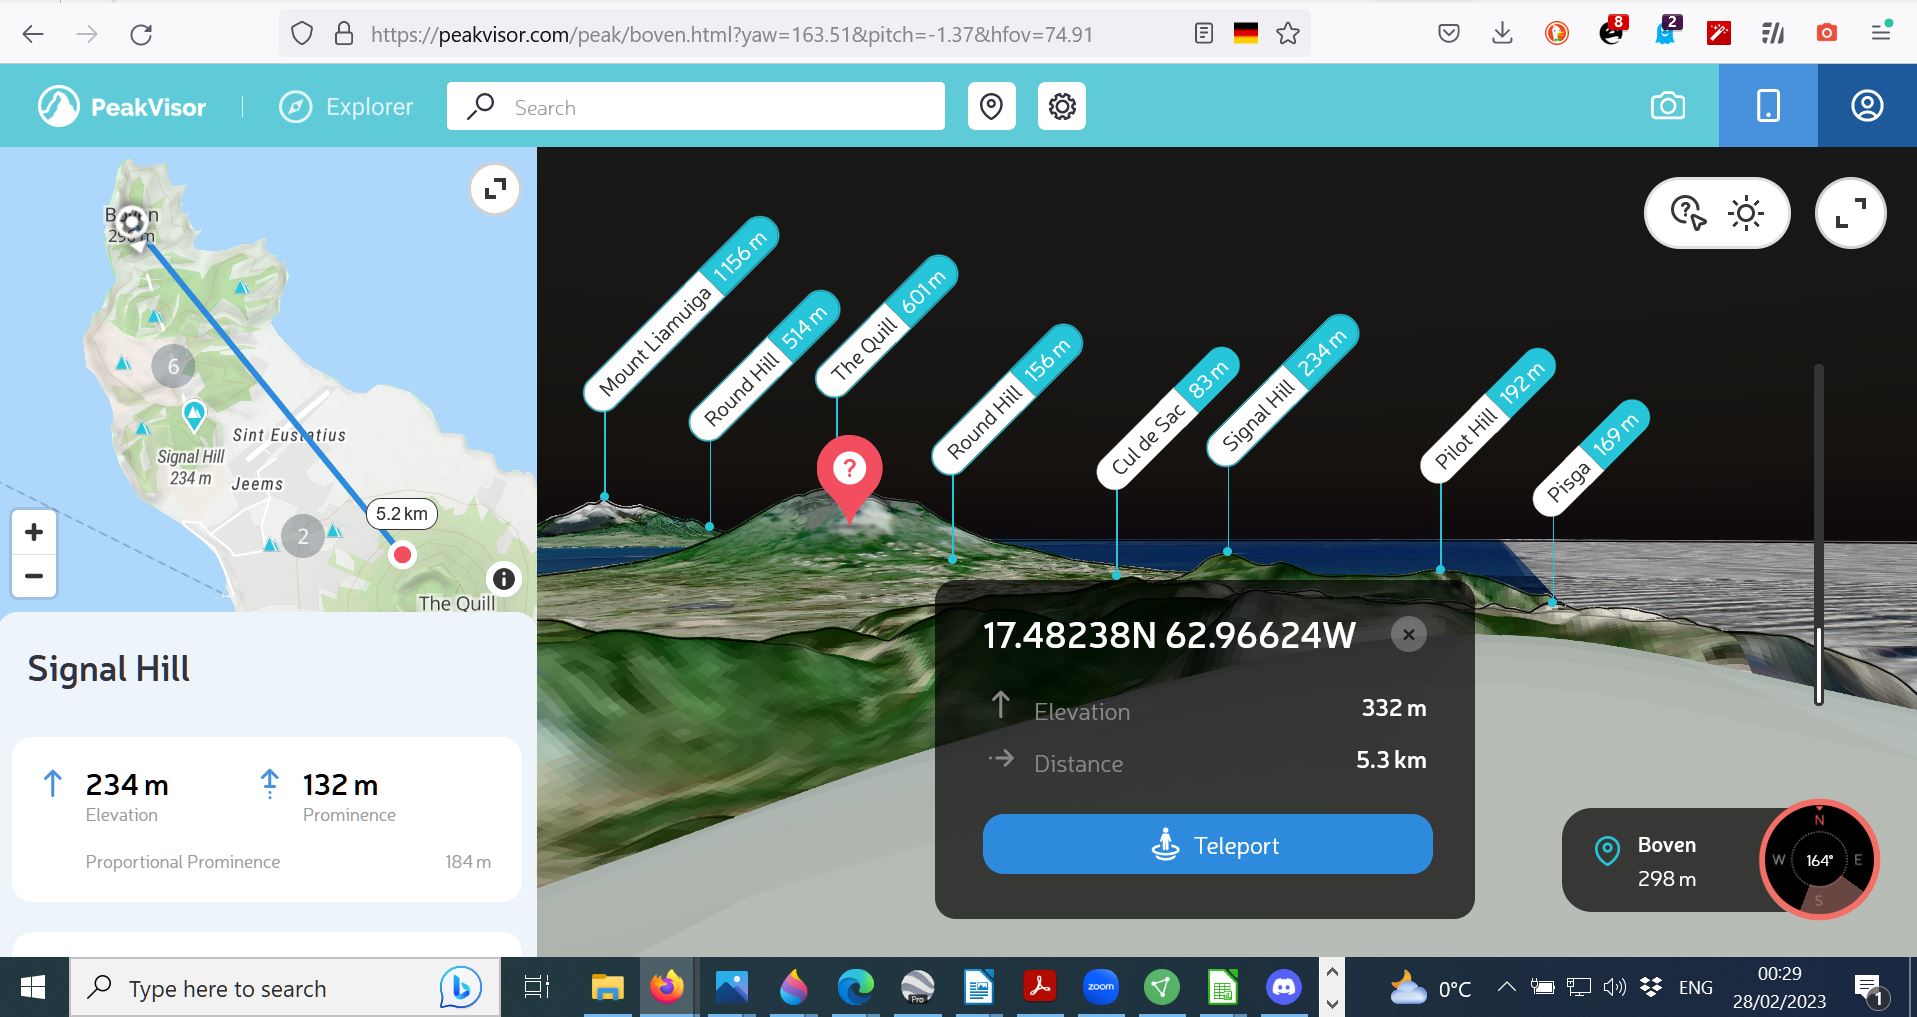 https://peakvisor.com/peak/boven.html?yaw=163.51&pitch=-1.37&hfov=74.91
8
2
PeakVisor
Explorer
Search
Boven
298 m
6
Sint Eustatius
Signal Hill
234 m
Jeems
2
5.2 km
The Quill
+
−
Signal Hill
234 m
Elevation
132 m
Prominence
Proportional Prominence
184 m
Mount Liamuiga 1156 m
Round Hill 514 m
The Quill 601 m
Round Hill 156 m
Cul de Sac 83 m
Signal Hill 234 m
Pilot Hill 192 m
Pisga 169 m
?
17.48238N 62.96624W
Elevation
332 m
Distance
5.3 km
Teleport
Boven
298 m
N
W
164°
E
S
Type here to search
Pro
zoom
0°C
ENG
00:29
28/02/2023
1